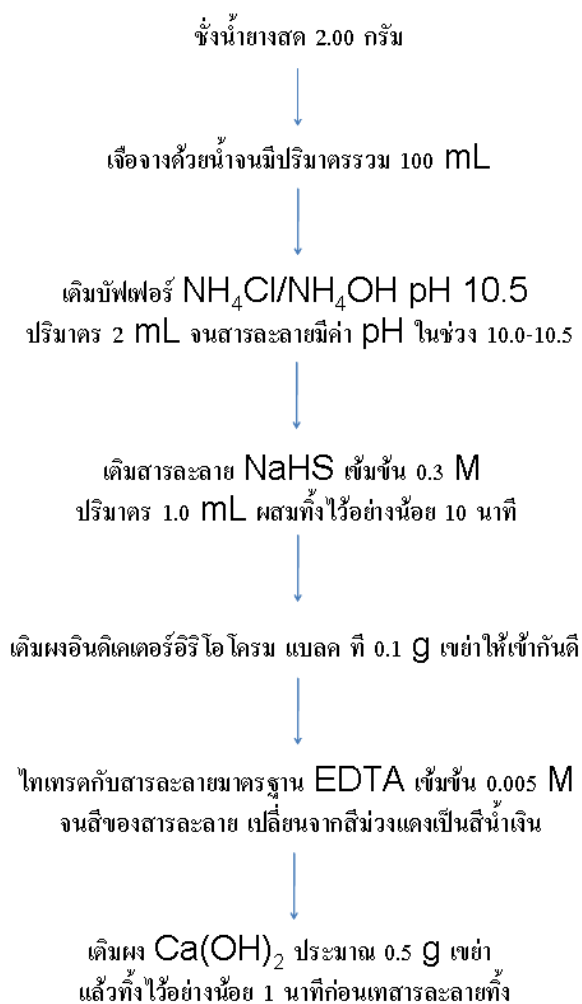 ชั่งน้ำยางสด 2.00 กรัม
เจือจางด้วยน้ำจนมีปริมาตรรวม 100 mL
เติมบัฟเฟอร์ NH₄Cl/NH₄OH pH 10.5
ปริมาตร 2 mL จนสารละลายมีค่า pH ในช่วง 10.0-10.5
เติมสารละลาย NaHS เข้มข้น 0.3 M
ปริมาตร 1.0 mL ผสมทิ้งไว้อย่างน้อย 10 นาที
เติมผงอินดิเคเตอร์อิริโอโครม แบลค ที 0.1 g เขย่าให้เข้ากันดี
ไทเทรตกับสารละลายมาตรฐาน EDTA เข้มข้น 0.005 M
จนสีของสารละลาย เปลี่ยนจากสีม่วงแดงเป็นสีน้ำเงิน
เติมผง Ca(OH)₂ ประมาณ 0.5 g เขย่า
แล้วทิ้งไว้อย่างน้อย 1 นาทีก่อนเทสารละลายทิ้ง